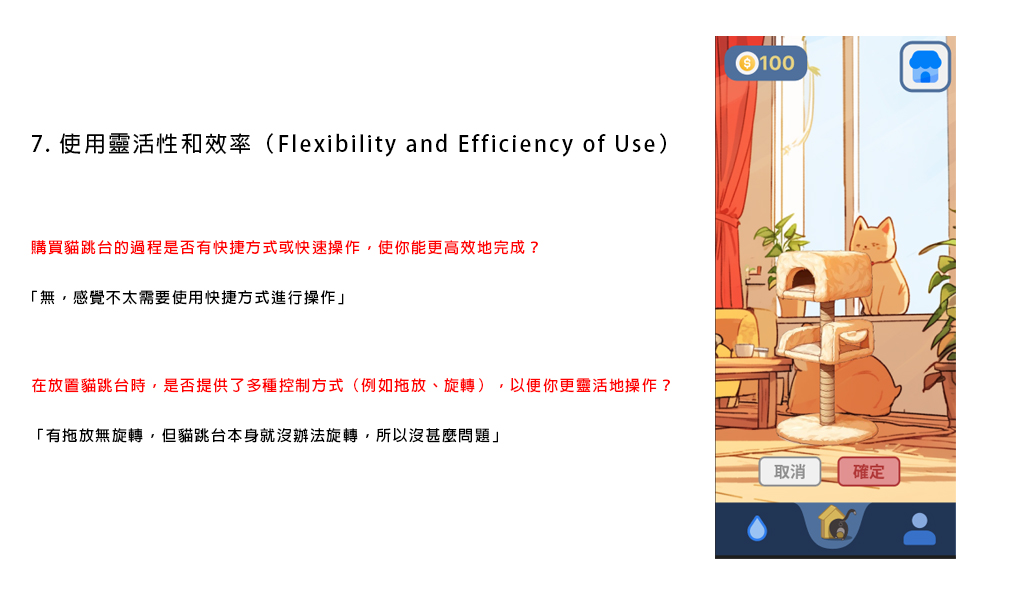 7. 使用靈活性和效率（Flexibility and Efficiency of Use）
購買貓跳台的過程是否有快捷方式或快速操作，使你能更高效地完成？
「無，感覺不太需要使用快捷方式進行操作」
在放置貓跳台時，是否提供了多種控制方式（例如拖放、旋轉），以便你更靈活地操作？
「有拖放無旋轉，但貓跳台本身就沒辦法旋轉，所以沒甚麼問題」
$100
取消
確定